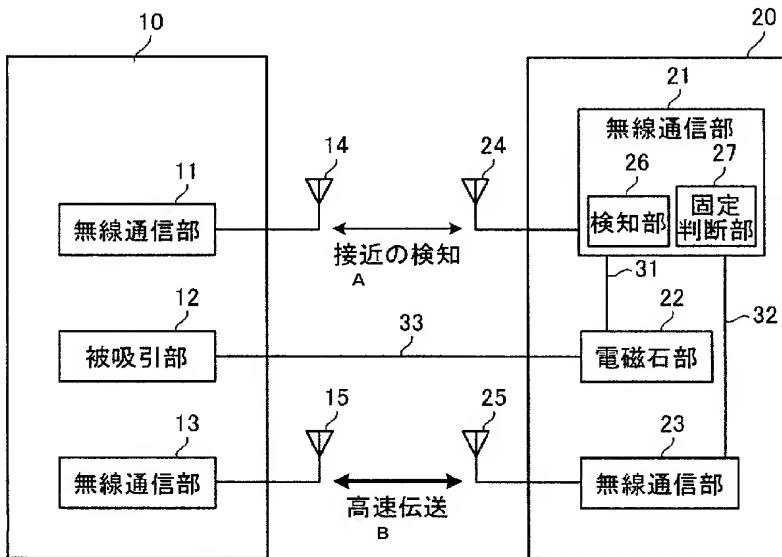 10
20
21
無線通信部
26
27
検知部
固定
判断部
14
24
11
無線通信部
接近の検知
A
31
32
12
被吸引部
33
22
電磁石部
15
25
13
無線通信部
23
無線通信部
高速伝送
B